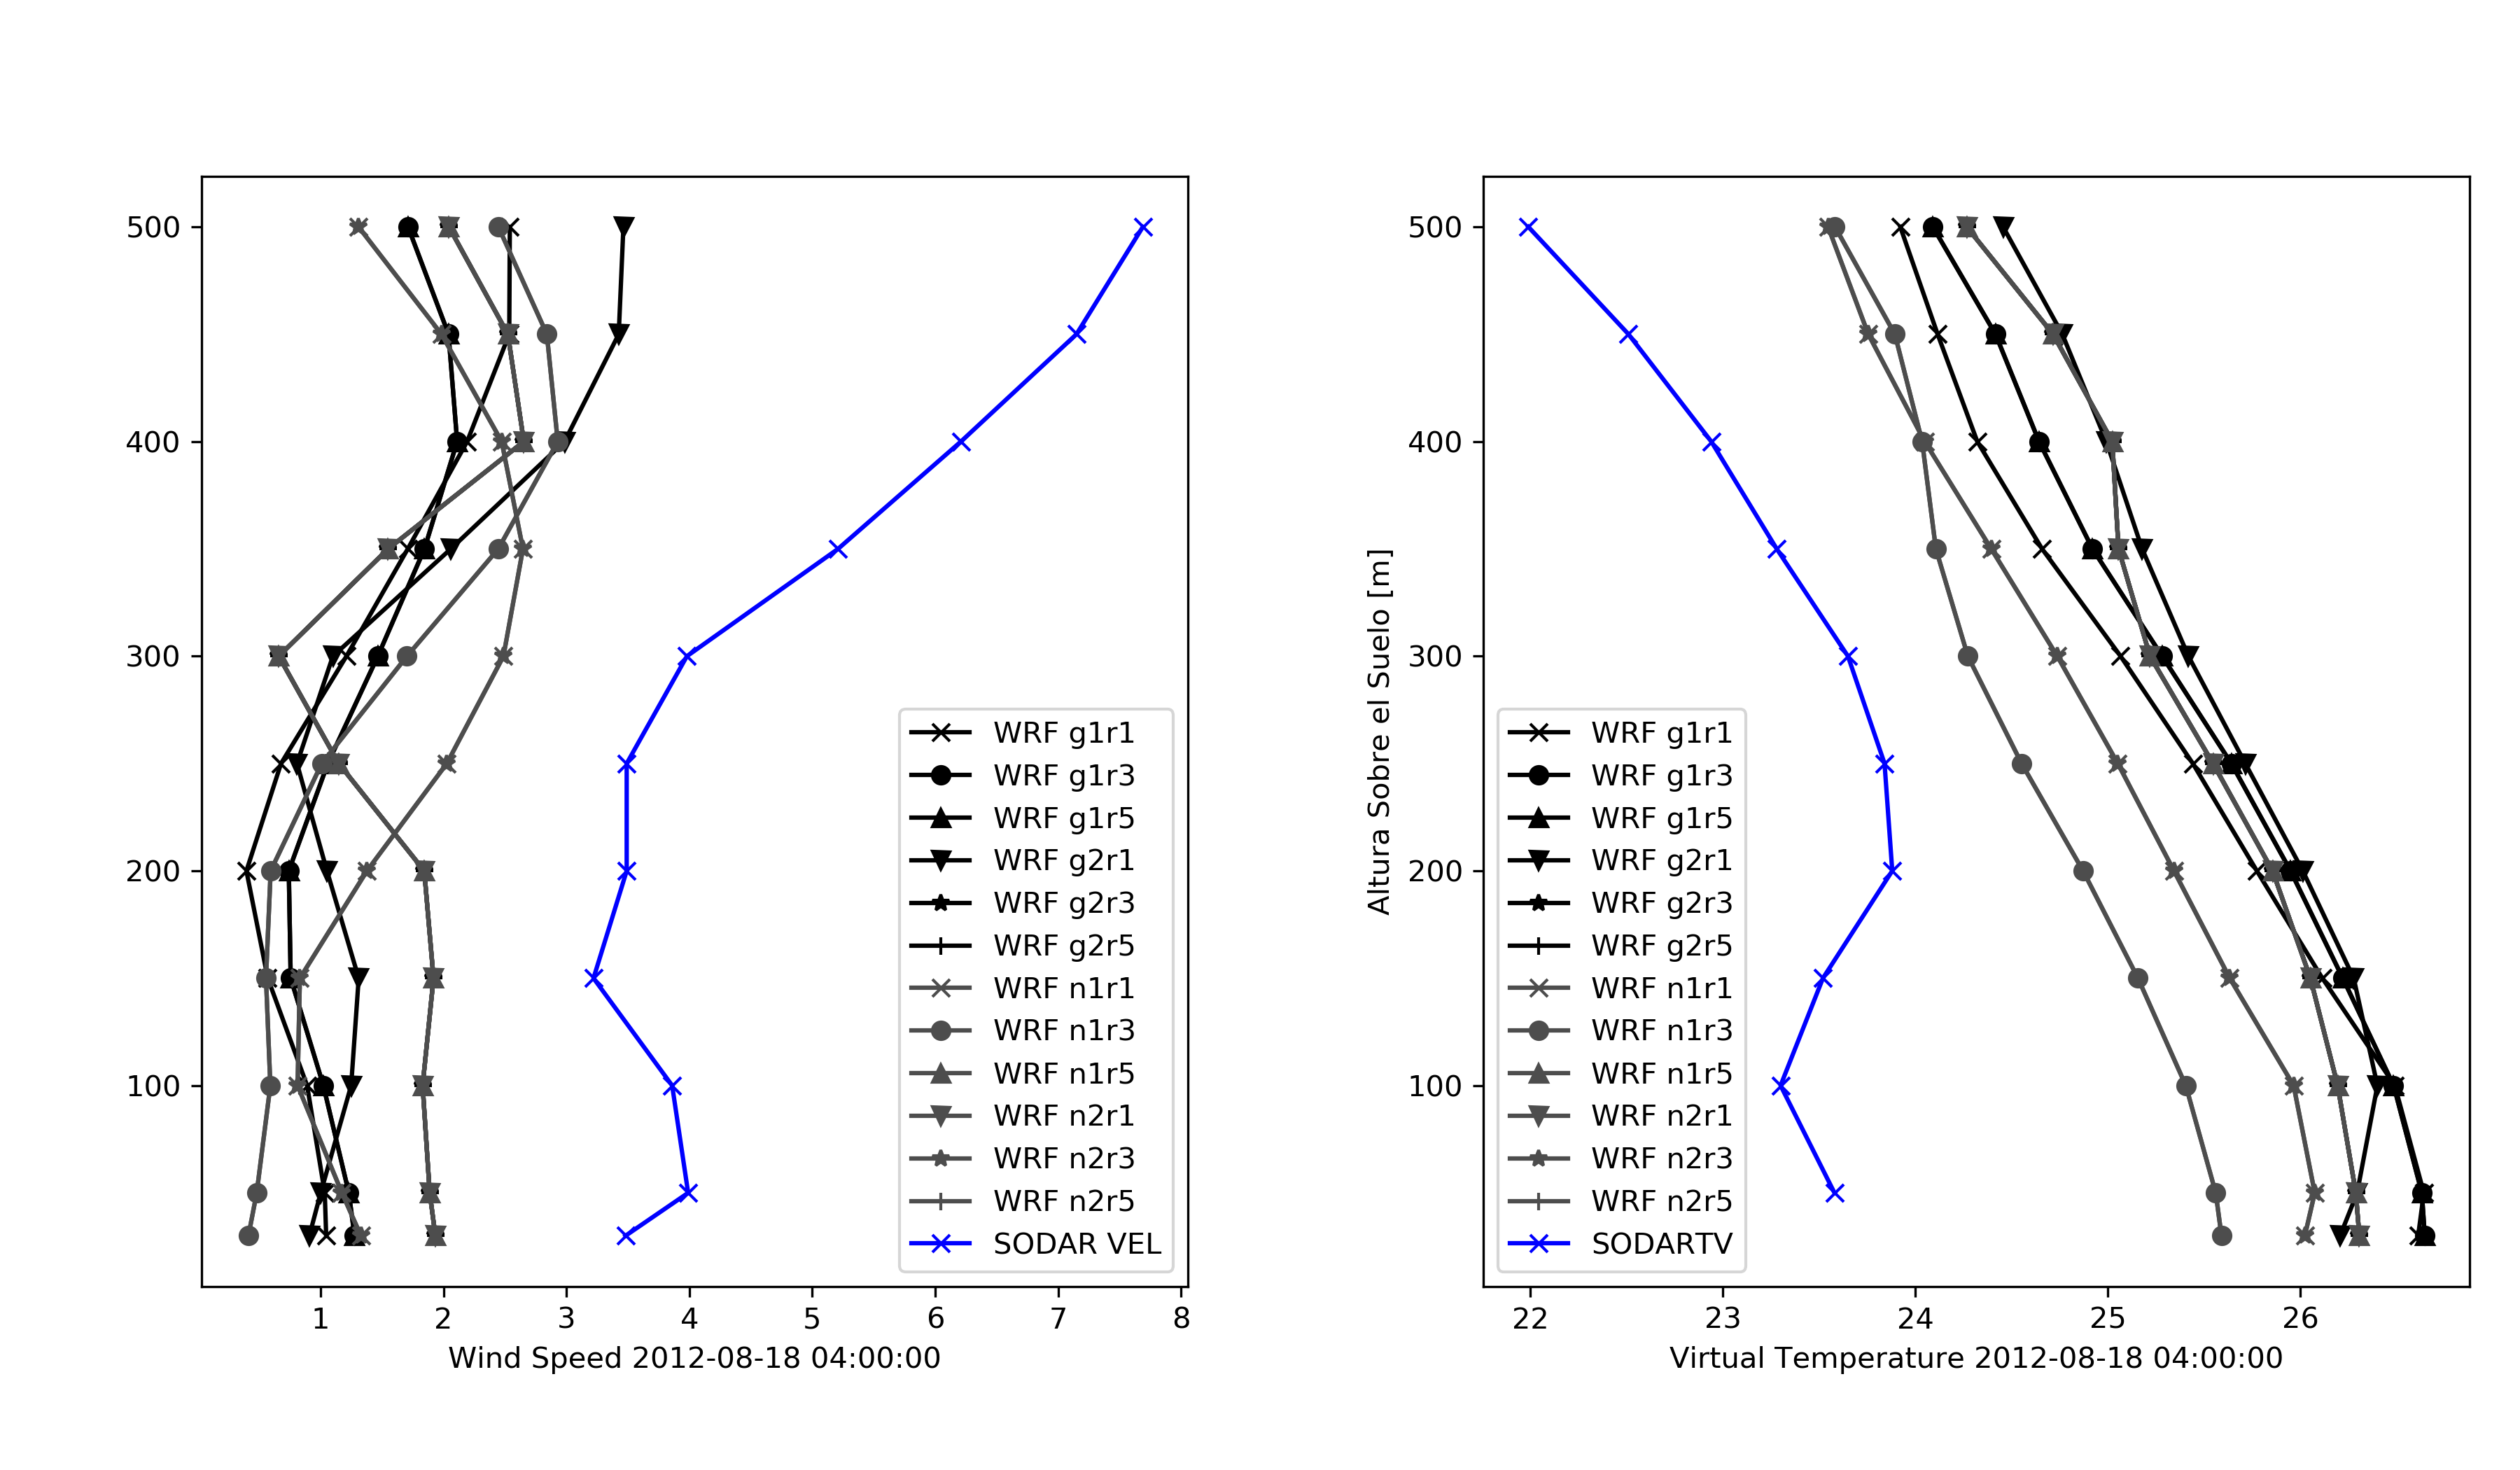 500
400
300
200
100
WRF g1r1
WRF g1r3
WRF g1r5
WRF g2r1
WRF g2r3
WRF g2r5
WRF n1r1
WRF n1r3
WRF n1r5
WRF n2r1
WRF n2r3
WRF n2r5
SODAR VEL
1 2 3 4 5 6 7 8
Wind Speed 2012-08-18 04:00:00
Altura Sobre el Suelo [m]
500
400
300
200
100
WRF g1r1
WRF g1r3
WRF g1r5
WRF g2r1
WRF g2r3
WRF g2r5
WRF n1r1
WRF n1r3
WRF n1r5
WRF n2r1
WRF n2r3
WRF n2r5
SODARTV
22 23 24 25 26
Virtual Temperature 2012-08-18 04:00:00